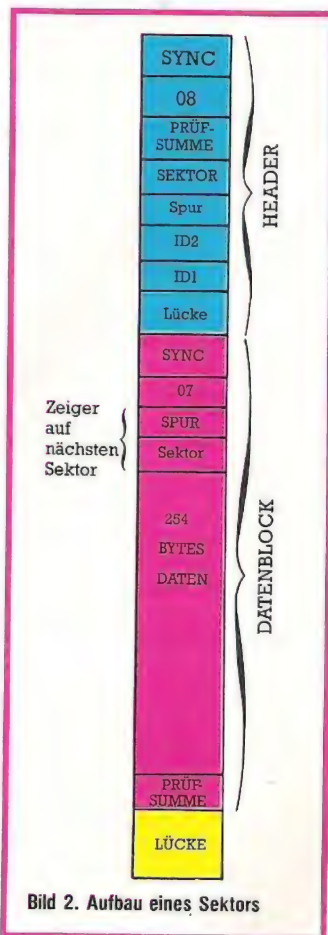 SYNC
08
PRÜF-
SUMME
SEKTOR
Spur
ID2
ID1
Lücke
HEADER
SYNC
07
SPUR
Sektor
Zeiger
auf
nächsten
Sektor
254
BYTES
DATEN
PRÜF-
SUMME
DATENBLOCK
LÜCKE
Bild 2. Aufbau eines Sektors